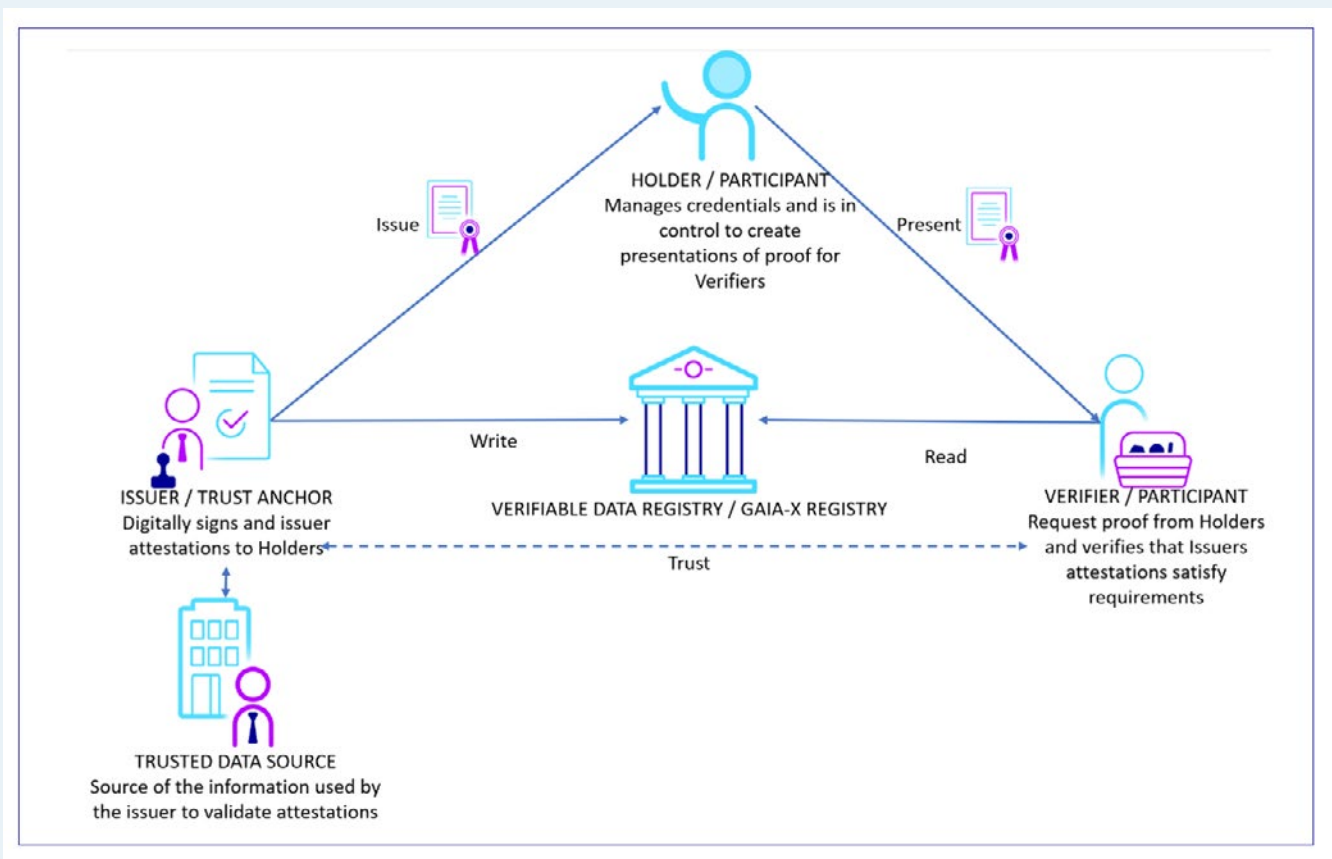 HOLDER / PARTICIPANT
Manages credentials and is in
control to create
presentations of proof for
Verifiers
Issue
Present
Write
Read
ISSUER / TRUST ANCHOR
Digitally signs and issuer
attestations to Holders
VERIFIABLE DATA REGISTRY / GAIA-X REGISTRY
VERIFIER / PARTICIPANT
Request proof from Holders
and verifies that Issuers
attestations satisfy
requirements
Trust
TRUSTED DATA SOURCE
Source of the information used by
the issuer to validate attestations